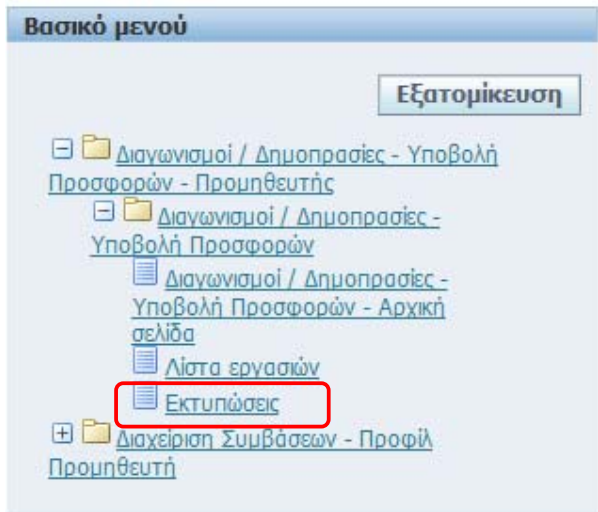 Βασικό μενού
Εξατομίκευση
Διαγωνισμοί / Δημοπρασίες - Υποβολή
Προσφορών - Προμηθευτής
Διαγωνισμοί / Δημοπρασίες -
Υποβολή Προσφορών
Διαγωνισμοί / Δημοπρασίες -
Υποβολή Προσφορών - Αρχική
σελίδα
Λίστα εργασιών
Εκτυπώσεις
Διαχείριση Συμβάσεων - Προφίλ
Προμηθευτή